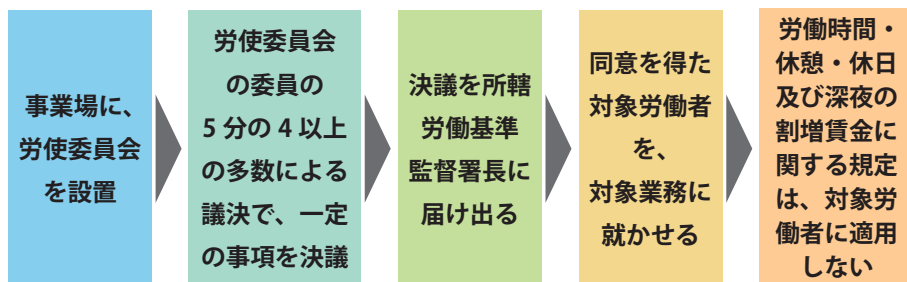 事業場に、
労使委員会
を設置
労使委員会
の委員の
5分の4以上
の多数による
議決で、一定
の事項を決議
決議を所轄
労働基準
監督署長に
届け出る
同意を得た
対象労働者
を、
対象業務に
就かせる
労働時間・
休憩・休日
及び深夜の
割増賃金に
関する規定
は、対象労
働者に適用
しない